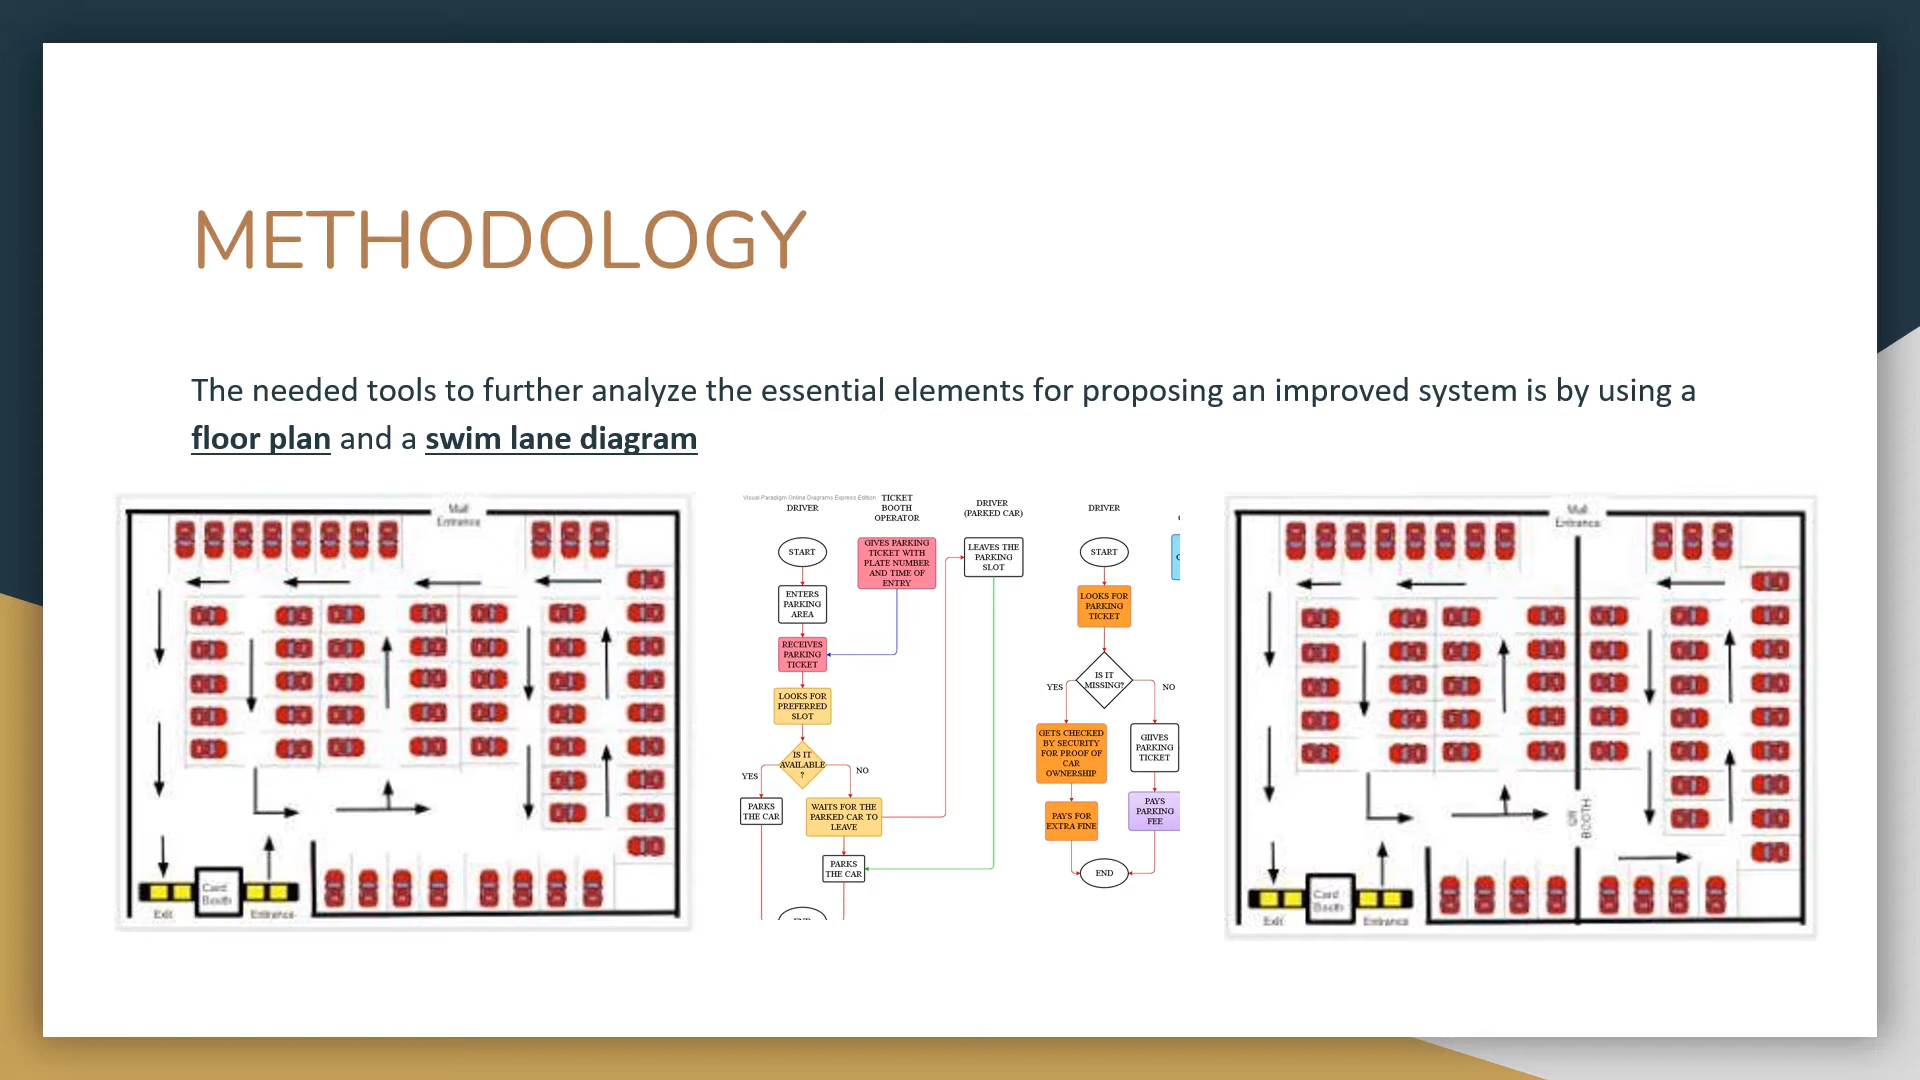 METHODOLOGY
The needed tools to further analyze the essential elements for proposing an improved system is by using a
floor plan and a swim lane diagram
Mall
Entrance
Card
Booth
Exit
Entrance
Visual Paradigm Online Diagrams Express Edition
DRIVER
TICKET
BOOTH
OPERATOR
DRIVER
(PARKED CAR)
START
GIVES PARKING
TICKET WITH
PLATE NUMBER
AND TIME OF
ENTRY
LEAVES THE
PARKING
SLOT
ENTERS
PARKING
AREA
RECEIVES
PARKING
TICKET
LOOKS FOR
PREFERRED
SLOT
IS IT
AVAILABLE
?
YES
NO
PARKS
THE CAR
WAITS FOR THE
PARKED CAR TO
LEAVE
PARKS
THE CAR
DRIVER
START
LOOKS FOR
PARKING
TICKET
IS IT
MISSING?
YES
NO
GETS CHECKED
BY SECURITY
FOR PROOF OF
CAR
OWNERSHIP
GIIVES
PARKING
TICKET
PAYS FOR
EXTRA FINE
PAYS
PARKING
FEE
END
Mall
Entrance
BOOTH
Card
Booth
Exit
Entrance